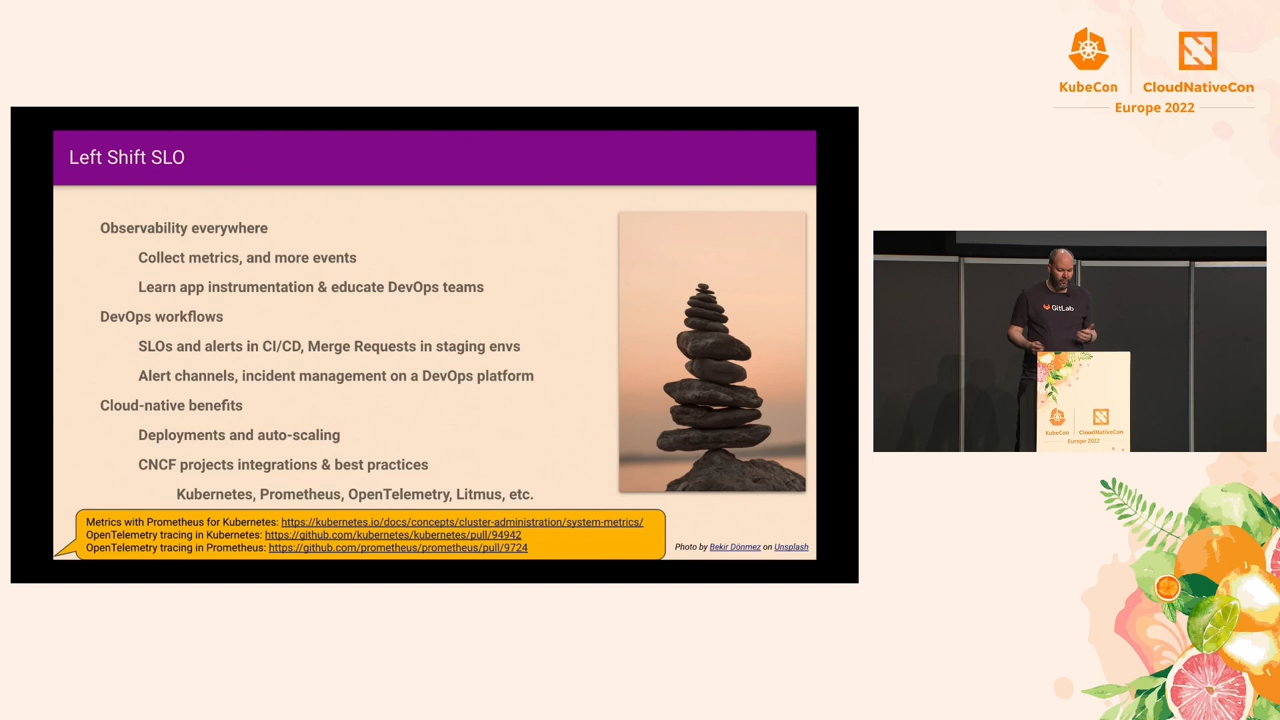 KubeCon
CloudNativeCon
Europe 2022
Left Shift SLO
Observability everywhere
Collect metrics, and more events
Learn app instrumentation & educate DevOps teams
DevOps workflows
SLOs and alerts in CI/CD, Merge Requests in staging envs
Alert channels, incident management on a DevOps platform
Cloud-native benefits
Deployments and auto-scaling
CNCF projects integrations & best practices
Kubernetes, Prometheus, OpenTelemetry, Litmus, etc.
Metrics with Prometheus for Kubernetes: https://kubernetes.io/docs/concepts/cluster-administration/system-metrics/
OpenTelemetry tracing in Kubernetes: https://github.com/kubernetes/kubernetes/pull/94942
OpenTelemetry tracing in Prometheus: https://github.com/prometheus/prometheus/pull/9724
Photo by Bekir Dönmez on Unsplash
GitLab
KubeCon
CloudNativeCon
Europe 2022